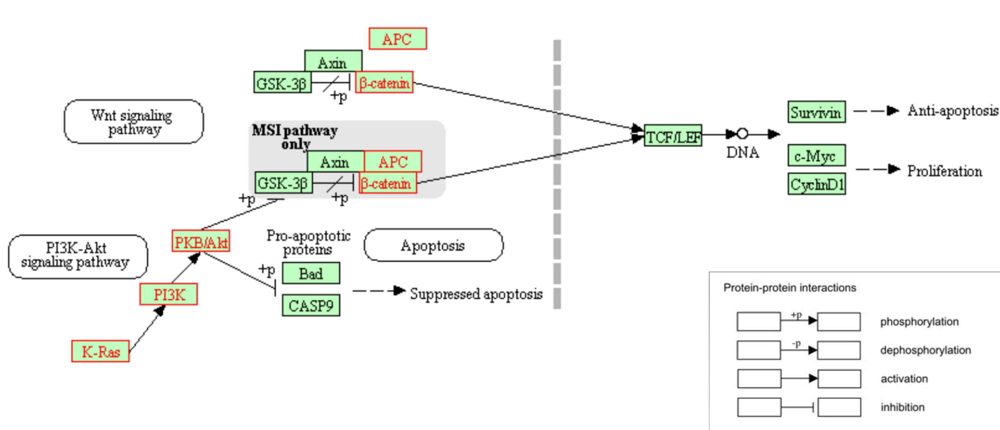 APC
Axin
GSK-3β
+p
β-catenin
Wnt signaling
pathway
MSI pathway
only
Axin
APC
GSK-3β
+p
β-catenin
+p
TCF/LEF
DNA
Survivin
Anti-apoptosis
c-Myc
CyclinD1
Proliferation
PI3K-Akt
signaling pathway
PKB/Akt
PI3K
K-Ras
+p
Pro-apoptotic
proteins
Bad
CASP9
Apoptosis
Suppressed apoptosis
Protein-protein interactions
+p
phosphorylation
-p
dephosphorylation
activation
inhibition